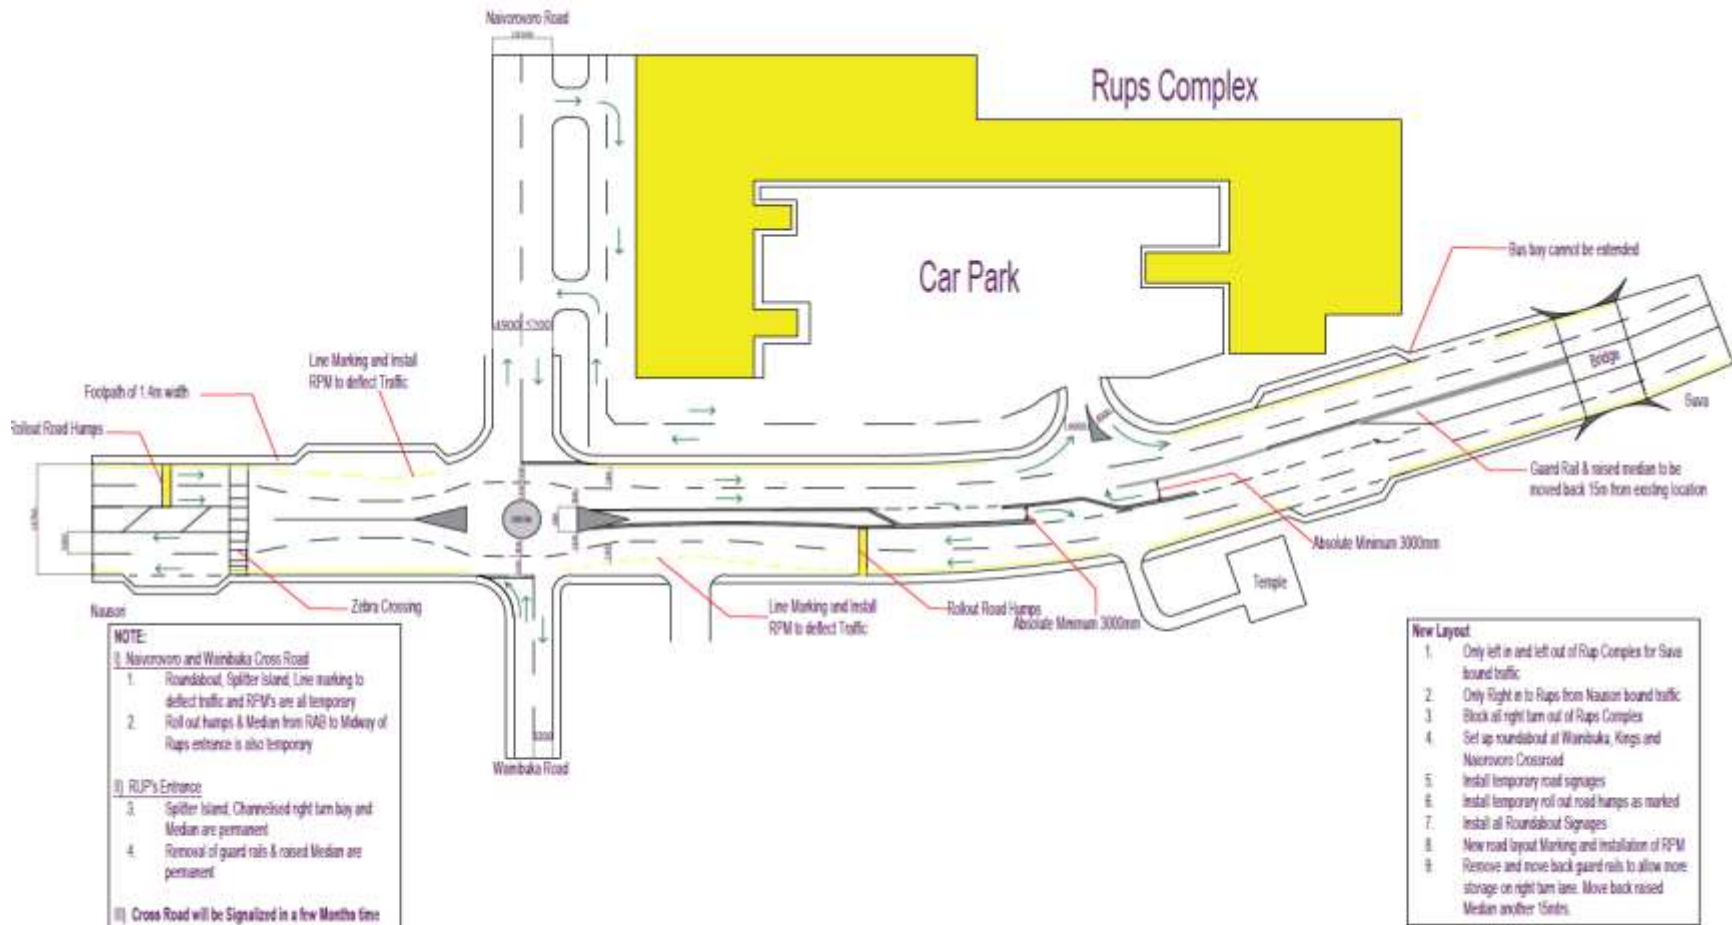 Naivorovoro Road
Rups Complex
Car Park
Bus bay cannot be extended
4900
5200
Line Marking and Install
RPM to deflect Traffic
Footpath of 1.4m width
Rollout Road Humps
Bridge
Suva
Guard Rail & raised median to be
moved back 15m from existing location
Absolute Minimum 3000mm
Temple
Nausori
Zebra Crossing
Line Marking and Install
RPM to deflect Traffic
Rollout Road Humps
Absolute Minimum 3000mm
5200
Wainibuka Road
NOTE:
I) Naivorovoro and Wainibuka Cross Road
1. Roundabout, Splitter Island, Line marking to
deflect traffic and RPM's are all temporary
2. Roll out humps & Median from RAB to Midway of
Rups entrance is also temporary
II) RUP's Entrance
3. Splitter Island, Channelised right turn bay and
Median are permanent
4. Removal of guard rails & raised Median are
permanent
III) Cross Road will be Signalized in a few Months time
New Layout
1. Only left in and left out of Rup Complex for Suva
bound traffic
2. Only Right in to Rups from Nausori bound traffic
3. Block all right turn out of Rups Complex
4. Set up roundabout at Wainibuku, Kings and
Naivorovoro Crossroad
5. Install temporary road signages
6. Install temporary roll out road humps as marked
7. Install all Roundabout Signages
8. New road layout Marking and Installation of RPM
9. Remove and move back guard rails to allow more
storage on right turn lane. Move back raised
Median another 15mtrs.